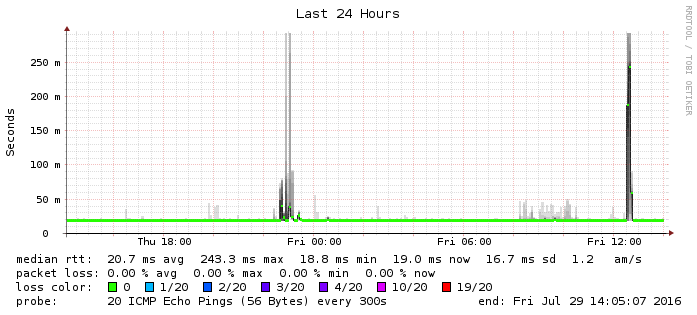 Last 24 Hours
RRDTOOL / TOBI OETIKER
Seconds
250 m
200 m
150 m
100 m
50 m
0
Thu 18:00 Fri 00:00 Fri 06:00 Fri 12:00
median rtt: 20.7 ms avg 243.3 ms max 18.8 ms min 19.0 ms now 16.7 ms sd 1.2 am/s
packet loss: 0.00 % avg 0.00 % max 0.00 % min 0.00 % now
loss color: 0 1/20 2/20 3/20 4/20 10/20 19/20
probe: 20 ICMP Echo Pings (56 Bytes) every 300s end: Fri Jul 29 14:05:07 2016